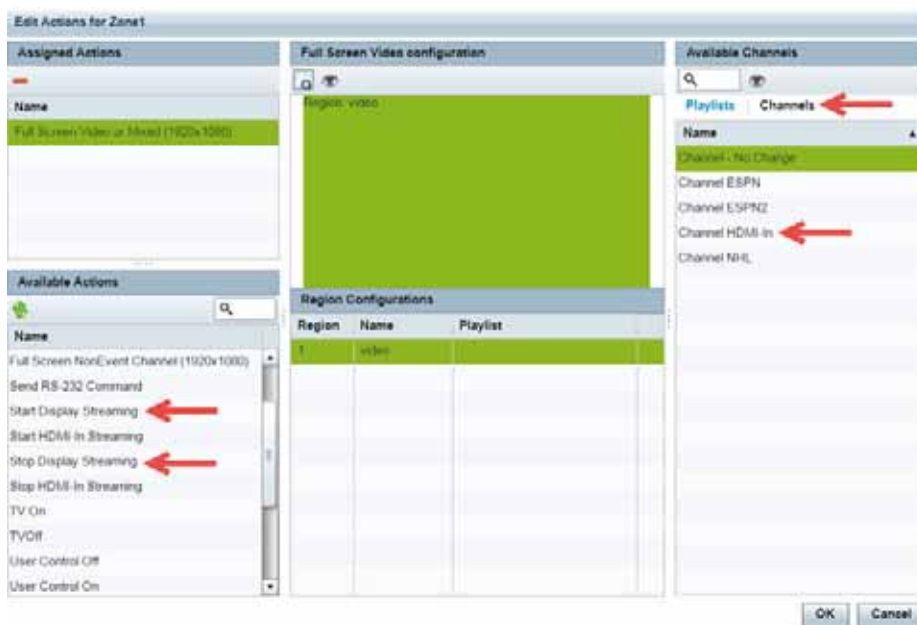 Edit Actions for Zone1
Assigned Actions
Name
Full Screen Video or Mixed (1920x1080)
Available Actions
Name
Full Screen NonEvent Channel (1920x1080)
Send RS-232 Command
Start Display Streaming
Start HDMI-In Streaming
Stop Display Streaming
Stop HDMI-In Streaming
TV On
TVOff
User Control Off
User Control On
Full Screen Video configuration
Region: video
Region Configurations
Region Name Playlist
1 video
Available Channels
Playlists Channels
Name
Channel - No Change
Channel ESPN
Channel ESPN2
Channel HDMI-In
Channel NHL
OK Cancel